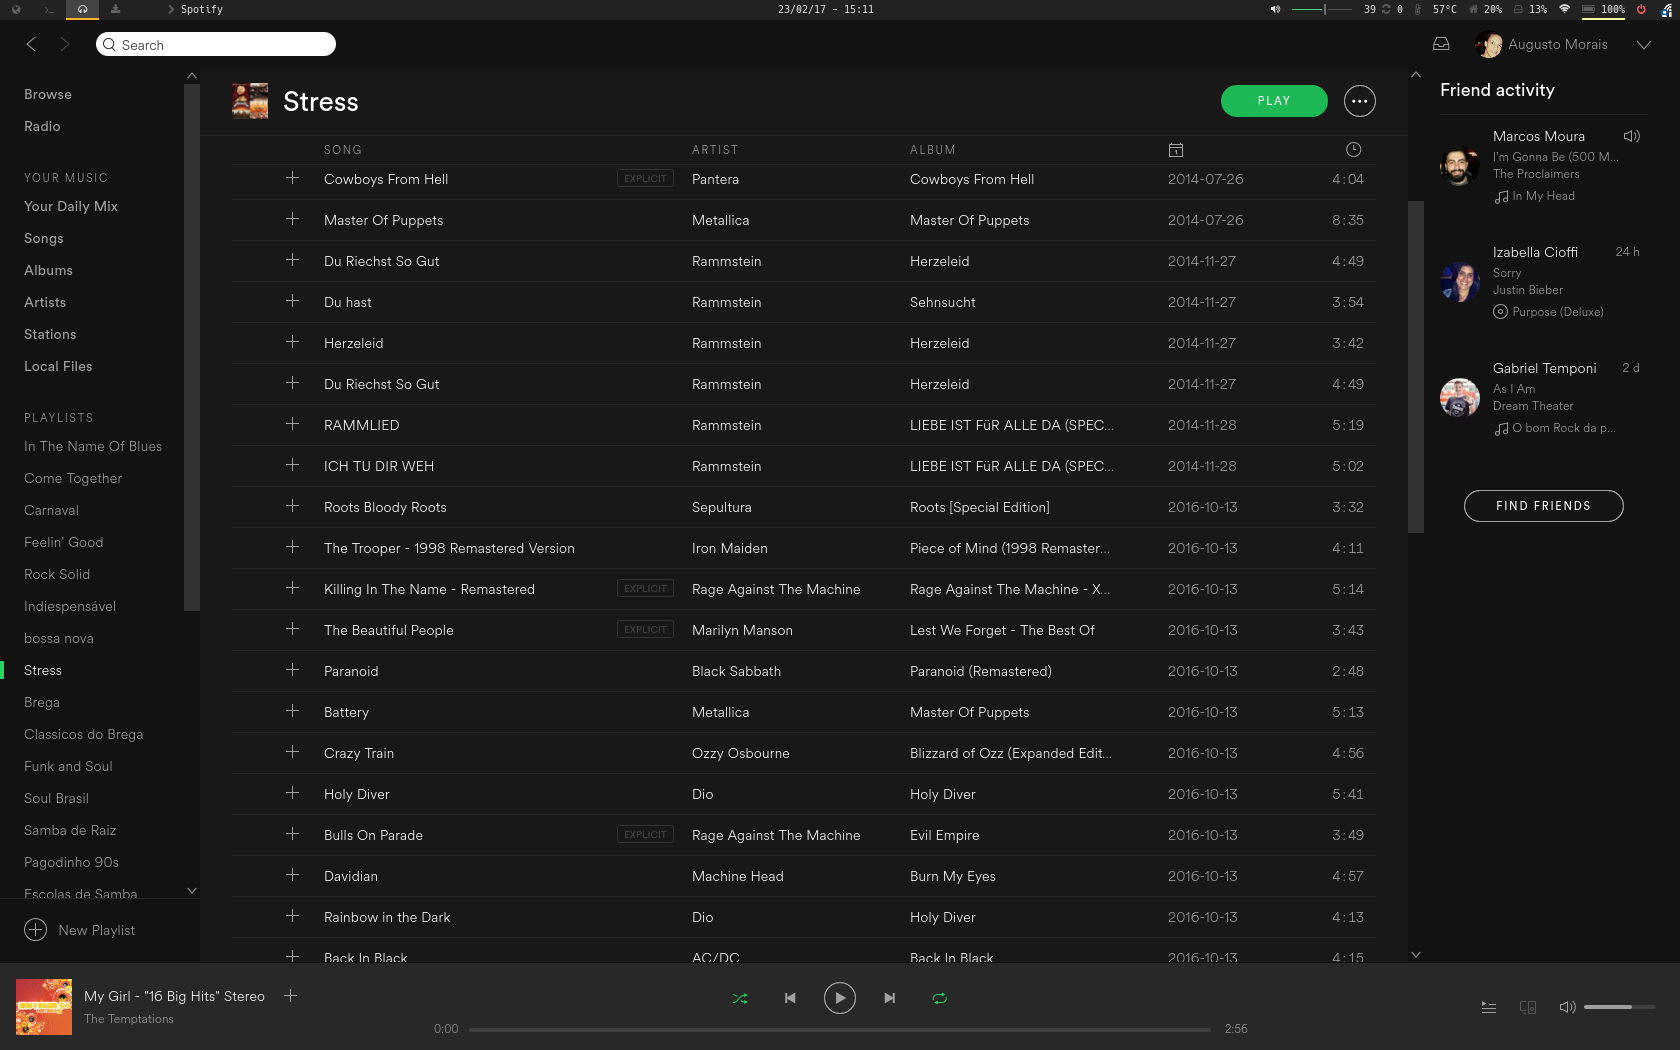 Spotify 23/02/17 - 15:11 39 0 57°C 20% 13% 100%
Search
Augusto Morais
Browse
Radio
YOUR MUSIC
Your Daily Mix
Songs
Albums
Artists
Stations
Local Files
PLAYLISTS
In The Name Of Blues
Come Together
Carnaval
Feelin' Good
Rock Solid
Indiespensável
bossa nova
Stress
Brega
Classicos do Brega
Funk and Soul
Soul Brasil
Samba de Raiz
Pagodinho 90s
Escolas de Samba
New Playlist
Stress
PLAY
SONG ARTIST ALBUM
Cowboys From Hell EXPLICIT Pantera Cowboys From Hell 2014-07-26 4:04
Master Of Puppets Metallica Master Of Puppets 2014-07-26 8:35
Du Riechst So Gut Rammstein Herzeleid 2014-11-27 4:49
Du hast Rammstein Sehnsucht 2014-11-27 3:54
Herzeleid Rammstein Herzeleid 2014-11-27 3:42
Du Riechst So Gut Rammstein Herzeleid 2014-11-27 4:49
RAMMLIED Rammstein LIEBE IST FüR ALLE DA (SPEC... 2014-11-28 5:19
ICH TU DIR WEH Rammstein LIEBE IST FüR ALLE DA (SPEC... 2014-11-28 5:02
Roots Bloody Roots Sepultura Roots [Special Edition] 2016-10-13 3:32
The Trooper - 1998 Remastered Version Iron Maiden Piece of Mind (1998 Remaster... 2016-10-13 4:11
Killing In The Name - Remastered EXPLICIT Rage Against The Machine Rage Against The Machine - X... 2016-10-13 5:14
The Beautiful People EXPLICIT Marilyn Manson Lest We Forget - The Best Of 2016-10-13 3:43
Paranoid Black Sabbath Paranoid (Remastered) 2016-10-13 2:48
Battery Metallica Master Of Puppets 2016-10-13 5:13
Crazy Train Ozzy Osbourne Blizzard of Ozz (Expanded Edit... 2016-10-13 4:56
Holy Diver Dio Holy Diver 2016-10-13 5:41
Bulls On Parade EXPLICIT Rage Against The Machine Evil Empire 2016-10-13 3:49
Davidian Machine Head Burn My Eyes 2016-10-13 4:57
Rainbow in the Dark Dio Holy Diver 2016-10-13 4:13
Back In Black AC/DC Back In Black 2016-10-13 4:15
Friend activity
Marcos Moura
I'm Gonna Be (500 M...
The Proclaimers
In My Head
Izabella Cioffi 24 h
Sorry
Justin Bieber
Purpose (Deluxe)
Gabriel Temponi 2 d
As I Am
Dream Theater
O bom Rock da p...
FIND FRIENDS
My Girl - "16 Big Hits" Stereo
The Temptations
0:00 2:56